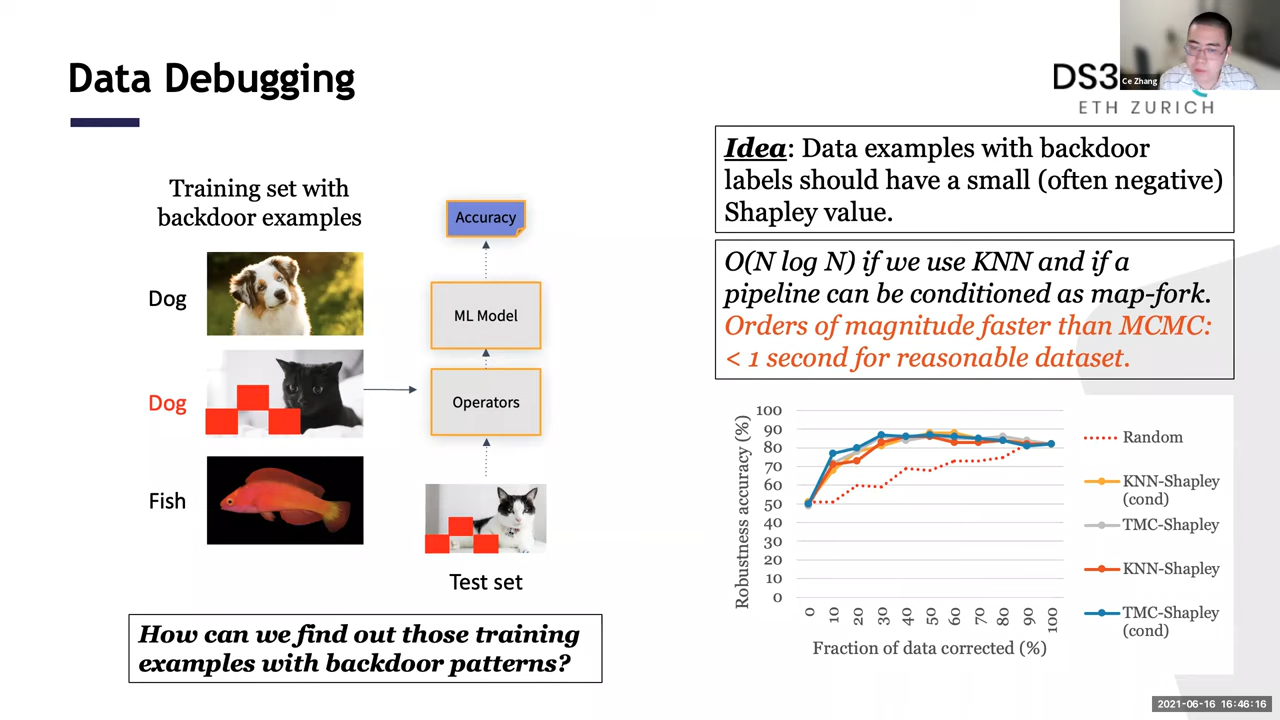 Data Debugging
DS3
Ce Zhang
ETH ZURICH
Training set with
backdoor examples
Dog
Dog
Fish
Accuracy
ML Model
Operators
Test set
How can we find out those training
examples with backdoor patterns?
Idea: Data examples with backdoor
labels should have a small (often negative)
Shapley value.
O(N log N) if we use KNN and if a
pipeline can be conditioned as map-fork.
Orders of magnitude faster than MCMC:
< 1 second for reasonable dataset.
Robustness accuracy (%)
100
90
80
70
60
50
40
30
20
10
0
0
10
20
30
40
50
60
70
80
90
100
Fraction of data corrected (%)
Random
KNN-Shapley
(cond)
TMC-Shapley
KNN-Shapley
TMC-Shapley
(cond)
2021-06-16 16:46:16